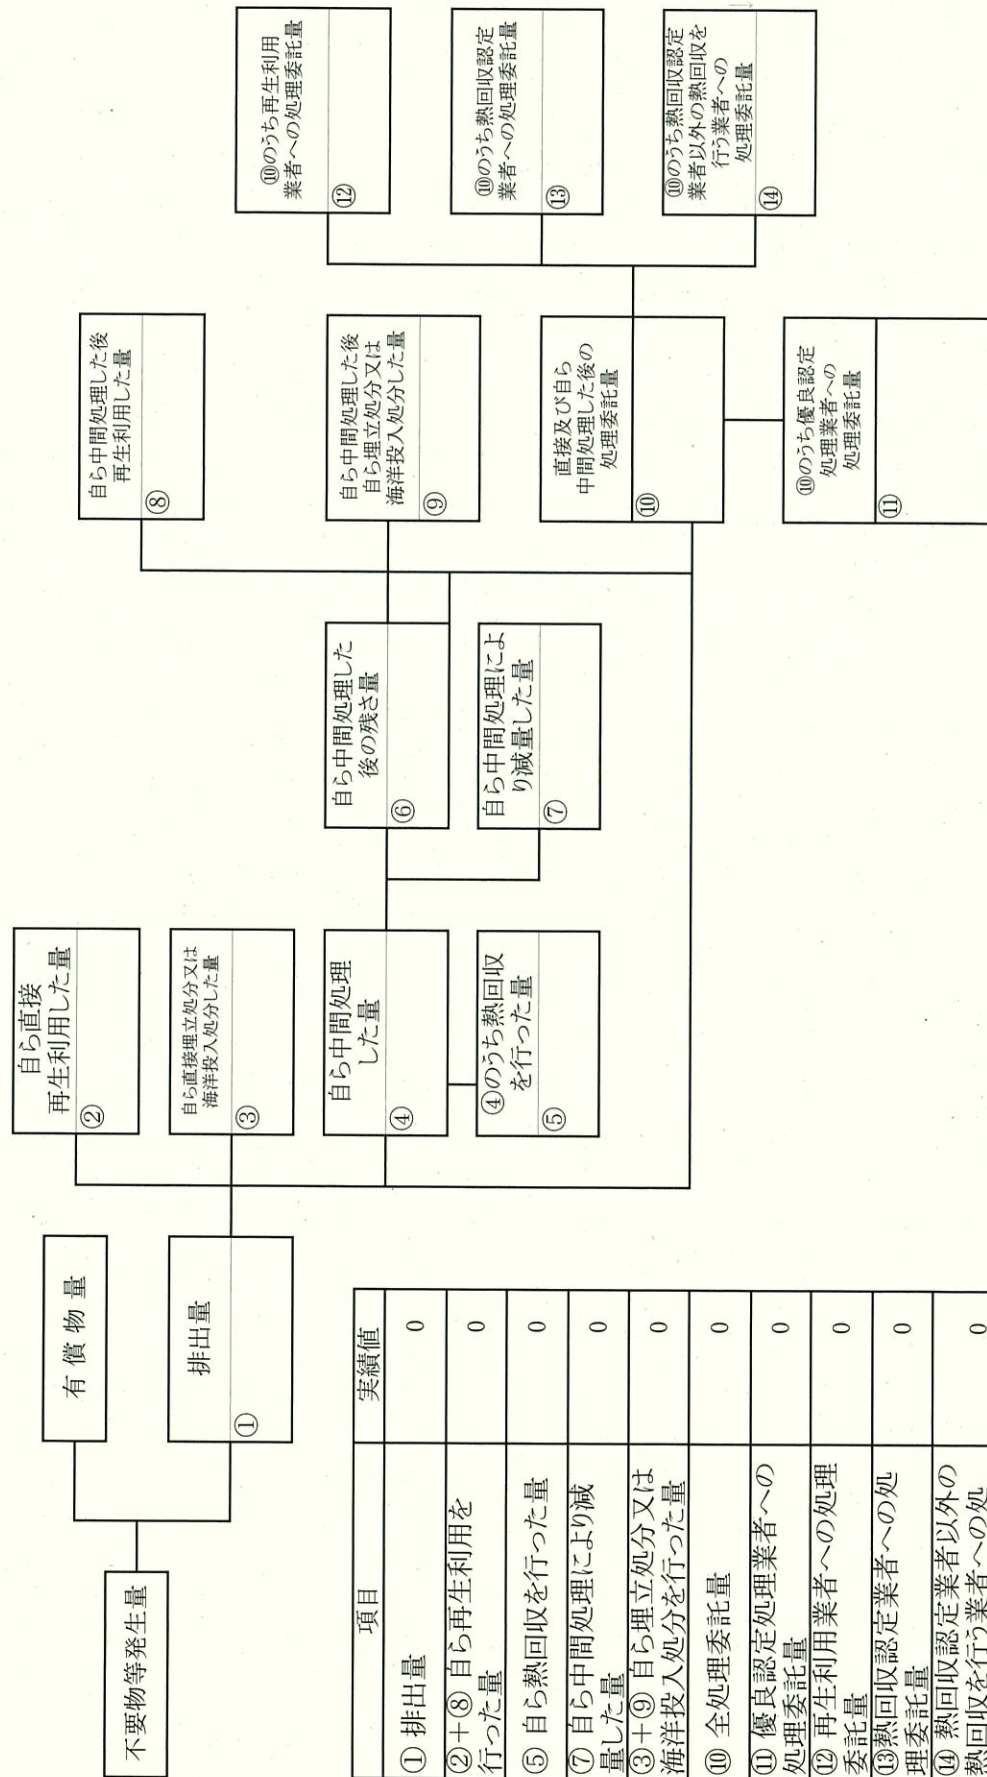 不要物等発生量
有償物量
排出量
①
自ら直接
再生利用した量
②
自ら直接埋立処分又は
海洋投入処分した量
③
自ら中間処理
した量
④
④のうち熱回収
を行った量
⑤
自ら中間処理した
後の残さ量
⑥
自ら中間処理によ
り減量した量
⑦
自ら中間処理した後
再生利用した量
⑧
自ら中間処理した後
自ら埋立処分又は
海洋投入処分した量
⑨
直接及び自ら
中間処理した後の
処理委託量
⑩
⑩のうち優良認定
処理業者への
処理委託量
⑪
⑩のうち再生利用
業者への処理委託量
⑫
⑩のうち熱回収認定
業者への処理委託量
⑬
⑩のうち熱回収認定
業者以外の熱回収を
行う業者への
処理委託量
⑭
項目 実績値
① 排出量 0
②+⑧ 自ら再生利用を
行った量 0
⑤ 自ら熱回収を行った量 0
⑦ 自ら中間処理により減
量した量 0
③+⑨ 自ら埋立処分又は
海洋投入処分を行った量 0
⑩ 全処理委託量 0
⑪ 優良認定処理業者への
処理委託量 0
⑫ 再生利用業者への処理
委託量 0
⑬熱回収認定業者への処
理委託量 0
⑭ 熱回収認定業者以外の
熱回収を行う業者への処 0